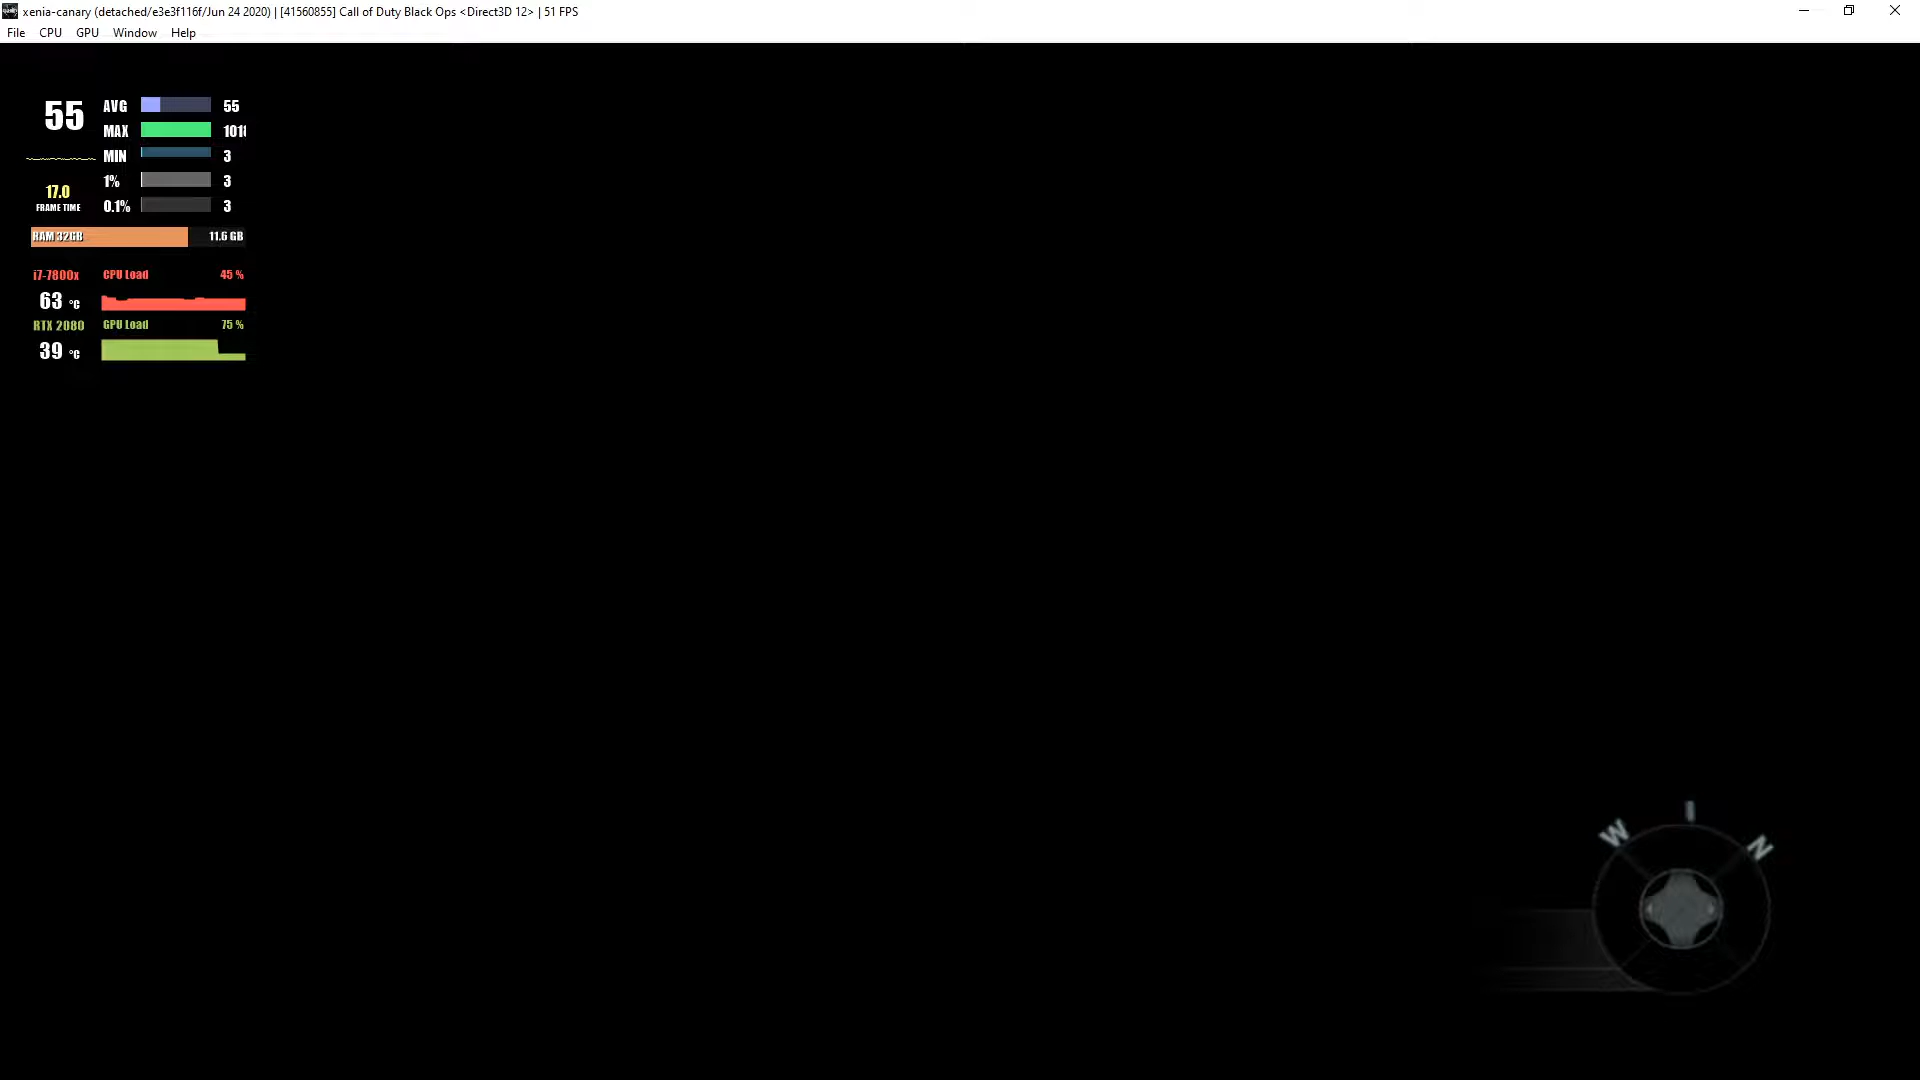 xenia-canary (detached/e3e3f116f/Jun 24 2020) | [41560855] Call of Duty Black Ops <Direct3D 12> | 51 FPS
File CPU GPU Window Help
55 AVG 55
MAX 101
MIN 3
17.0 1% 3
FRAME TIME 0.1% 3
RAM 32GB 11.6 GB
i7-7800x CPU Load 45 %
63 °C
RTX 2080 GPU Load 75 %
39 °C
W N